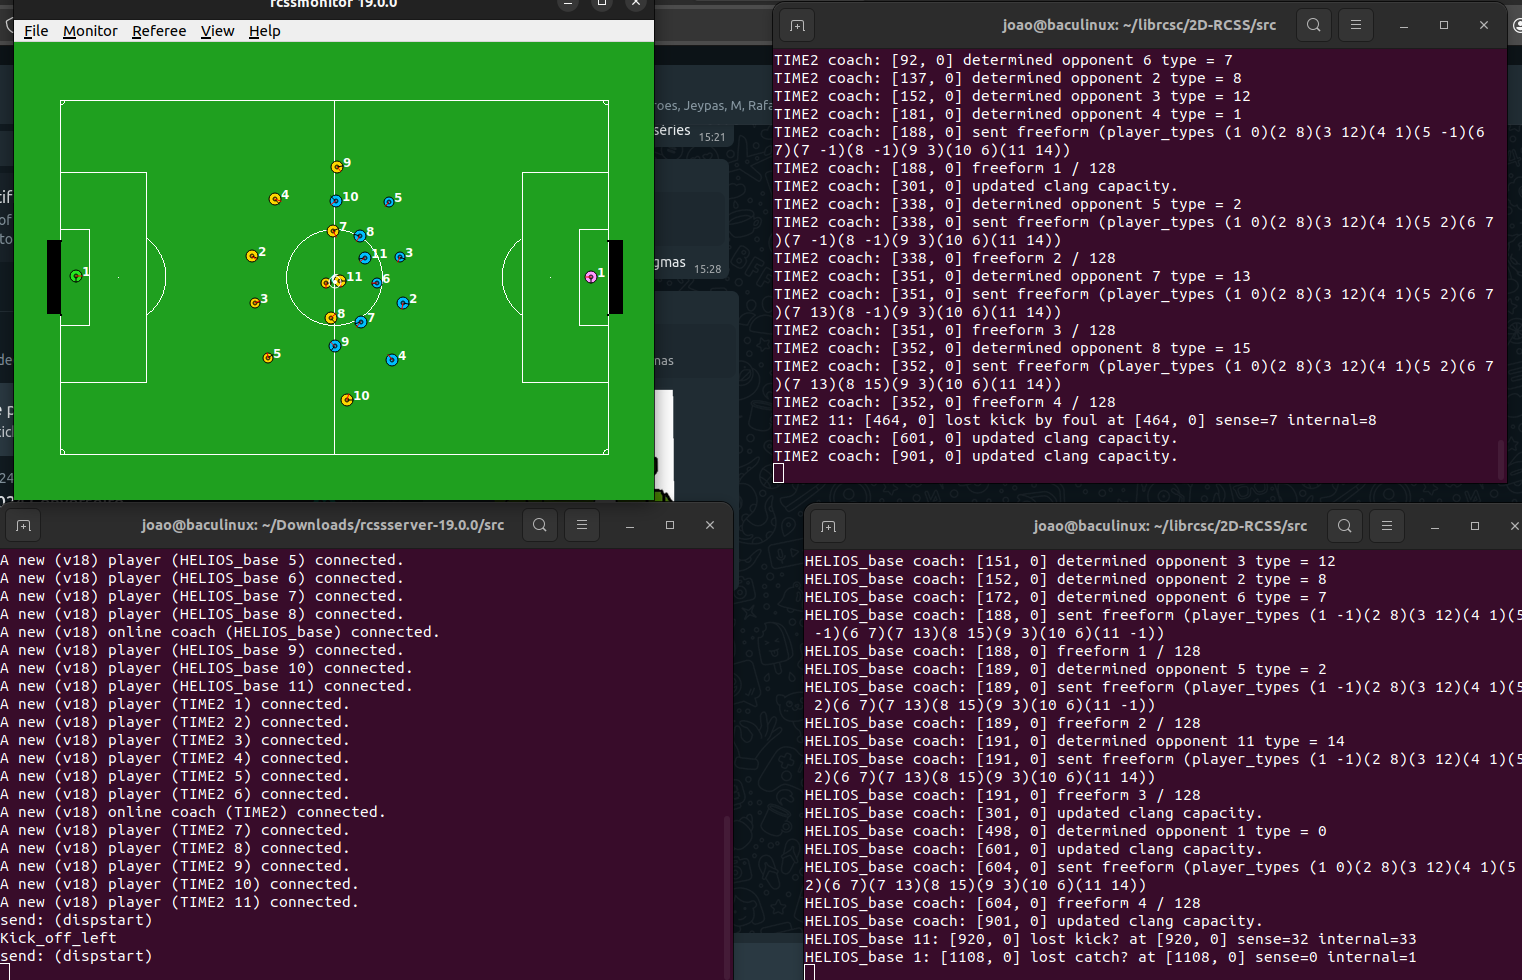 rcssmonitor 19.0.0
File Monitor Referee View Help
9
4
10
5
7
8
2
11
3
1
11
6
1
3
2
8
7
9
5
4
10
roes, Jeypas, M, Rafa
séries 15:21
gmas 15:28
mas
joao@baculinux: ~/librcsc/2D-RCSS/src
TIME2 coach: [92, 0] determined opponent 6 type = 7
TIME2 coach: [137, 0] determined opponent 2 type = 8
TIME2 coach: [152, 0] determined opponent 3 type = 12
TIME2 coach: [181, 0] determined opponent 4 type = 1
TIME2 coach: [188, 0] sent freeform (player_types (1 0)(2 8)(3 12)(4 1)(5 -1)(6
7)(7 -1)(8 -1)(9 3)(10 6)(11 14))
TIME2 coach: [188, 0] freeform 1 / 128
TIME2 coach: [301, 0] updated clang capacity.
TIME2 coach: [338, 0] determined opponent 5 type = 2
TIME2 coach: [338, 0] sent freeform (player_types (1 0)(2 8)(3 12)(4 1)(5 2)(6 7
)(7 -1)(8 -1)(9 3)(10 6)(11 14))
TIME2 coach: [338, 0] freeform 2 / 128
TIME2 coach: [351, 0] determined opponent 7 type = 13
TIME2 coach: [351, 0] sent freeform (player_types (1 0)(2 8)(3 12)(4 1)(5 2)(6 7
)(7 13)(8 -1)(9 3)(10 6)(11 14))
TIME2 coach: [351, 0] freeform 3 / 128
TIME2 coach: [352, 0] determined opponent 8 type = 15
TIME2 coach: [352, 0] sent freeform (player_types (1 0)(2 8)(3 12)(4 1)(5 2)(6 7
)(7 13)(8 15)(9 3)(10 6)(11 14))
TIME2 coach: [352, 0] freeform 4 / 128
TIME2 11: [464, 0] lost kick by foul at [464, 0] sense=7 internal=8
TIME2 coach: [601, 0] updated clang capacity.
TIME2 coach: [901, 0] updated clang capacity.
joao@baculinux: ~/Downloads/rcssserver-19.0.0/src
A new (v18) player (HELIOS_base 5) connected.
A new (v18) player (HELIOS_base 6) connected.
A new (v18) player (HELIOS_base 7) connected.
A new (v18) player (HELIOS_base 8) connected.
A new (v18) online coach (HELIOS_base) connected.
A new (v18) player (HELIOS_base 9) connected.
A new (v18) player (HELIOS_base 10) connected.
A new (v18) player (HELIOS_base 11) connected.
A new (v18) player (TIME2 1) connected.
A new (v18) player (TIME2 2) connected.
A new (v18) player (TIME2 3) connected.
A new (v18) player (TIME2 4) connected.
A new (v18) player (TIME2 5) connected.
A new (v18) player (TIME2 6) connected.
A new (v18) online coach (TIME2) connected.
A new (v18) player (TIME2 7) connected.
A new (v18) player (TIME2 8) connected.
A new (v18) player (TIME2 9) connected.
A new (v18) player (TIME2 10) connected.
A new (v18) player (TIME2 11) connected.
send: (dispstart)
Kick_off_left
send: (dispstart)
joao@baculinux: ~/librcsc/2D-RCSS/src
HELIOS_base coach: [151, 0] determined opponent 3 type = 12
HELIOS_base coach: [152, 0] determined opponent 2 type = 8
HELIOS_base coach: [172, 0] determined opponent 6 type = 7
HELIOS_base coach: [188, 0] sent freeform (player_types (1 -1)(2 8)(3 12)(4 1)(5
-1)(6 7)(7 13)(8 15)(9 3)(10 6)(11 -1))
HELIOS_base coach: [188, 0] freeform 1 / 128
HELIOS_base coach: [189, 0] determined opponent 5 type = 2
HELIOS_base coach: [189, 0] sent freeform (player_types (1 -1)(2 8)(3 12)(4 1)(5
2)(6 7)(7 13)(8 15)(9 3)(10 6)(11 -1))
HELIOS_base coach: [189, 0] freeform 2 / 128
HELIOS_base coach: [191, 0] determined opponent 11 type = 14
HELIOS_base coach: [191, 0] sent freeform (player_types (1 -1)(2 8)(3 12)(4 1)(5
2)(6 7)(7 13)(8 15)(9 3)(10 6)(11 14))
HELIOS_base coach: [191, 0] freeform 3 / 128
HELIOS_base coach: [301, 0] updated clang capacity.
HELIOS_base coach: [498, 0] determined opponent 1 type = 0
HELIOS_base coach: [601, 0] updated clang capacity.
HELIOS_base coach: [604, 0] sent freeform (player_types (1 0)(2 8)(3 12)(4 1)(5
2)(6 7)(7 13)(8 15)(9 3)(10 6)(11 14))
HELIOS_base coach: [604, 0] freeform 4 / 128
HELIOS_base coach: [901, 0] updated clang capacity.
HELIOS_base 11: [920, 0] lost kick? at [920, 0] sense=32 internal=33
HELIOS_base 1: [1108, 0] lost catch? at [1108, 0] sense=0 internal=1